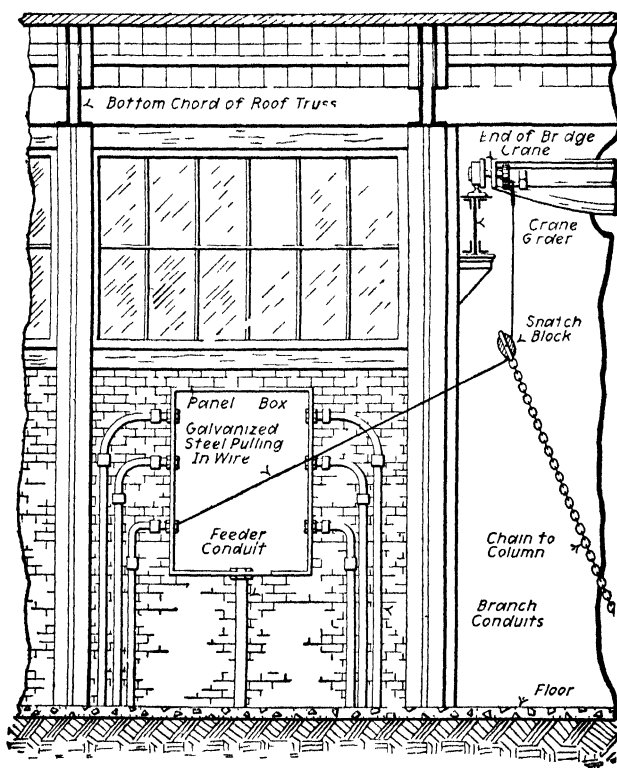 Bottom Chord of Roof Truss
End of Bridge
Crane
Crane
Girder
Snatch
Block
Panel Box
Galvanized
Steel Pulling
In Wire
Feeder
Conduit
Chain to
Column
Branch
Conduits
Floor